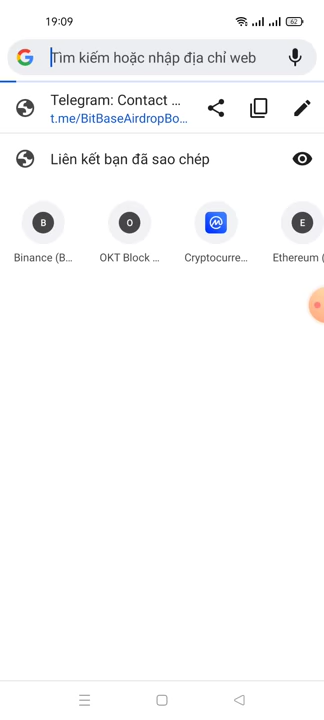 19:09
62
Tìm kiếm hoặc nhập địa chỉ web
Telegram: Contact ...
t.me/BitBaseAirdropBo...
Liên kết bạn đã sao chép
B
O
E
Binance (B...
OKT Block ...
Cryptocurre...
Ethereum (